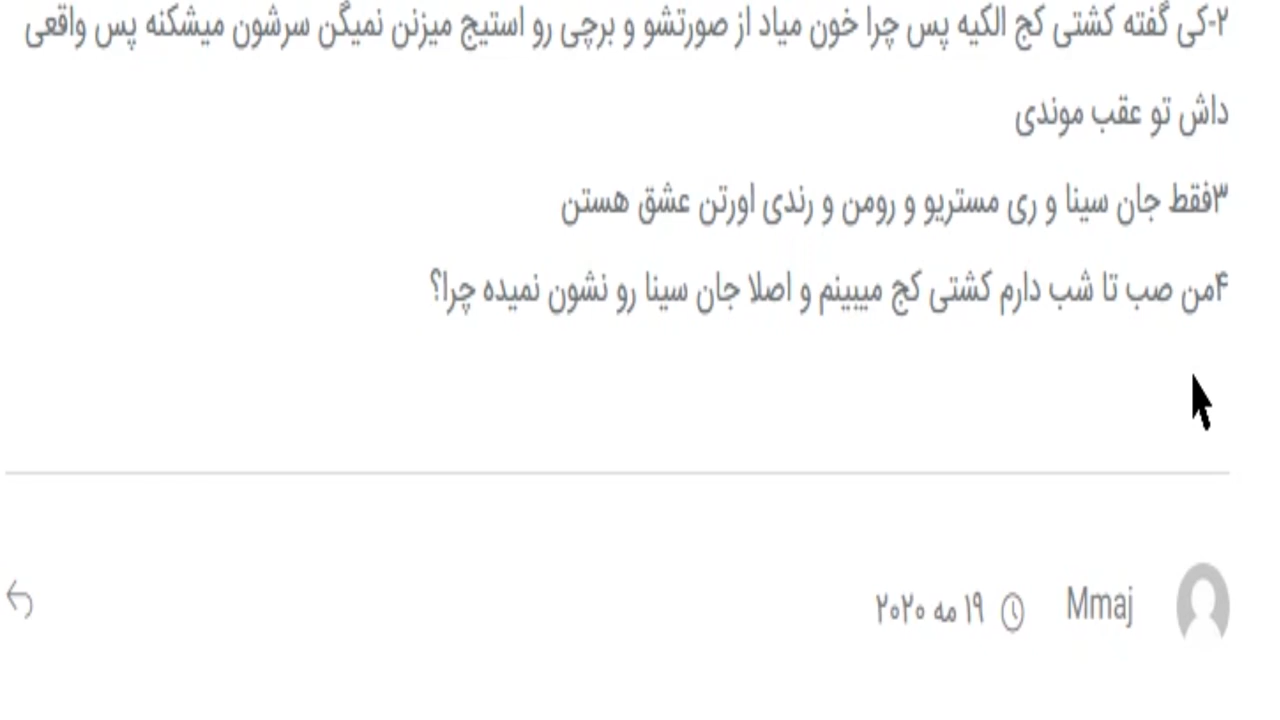 ۲-کی گفته کشتی کج الکیه پس چرا خون میاد از صورتشو و برچی رو استیج میزنن نمیگن سرشون میشکنه پس واقعی
داش تو عقب موندی
۳فقط جان سینا و ری مستریو و رومن و رندی اورتن عشق هستن
۴من صب تا شب دارم کشتی کج میبینم و اصلا جان سینا رو نشون نمیده چرا؟
Mmaj ۱۹ مه ۲۰۲۰